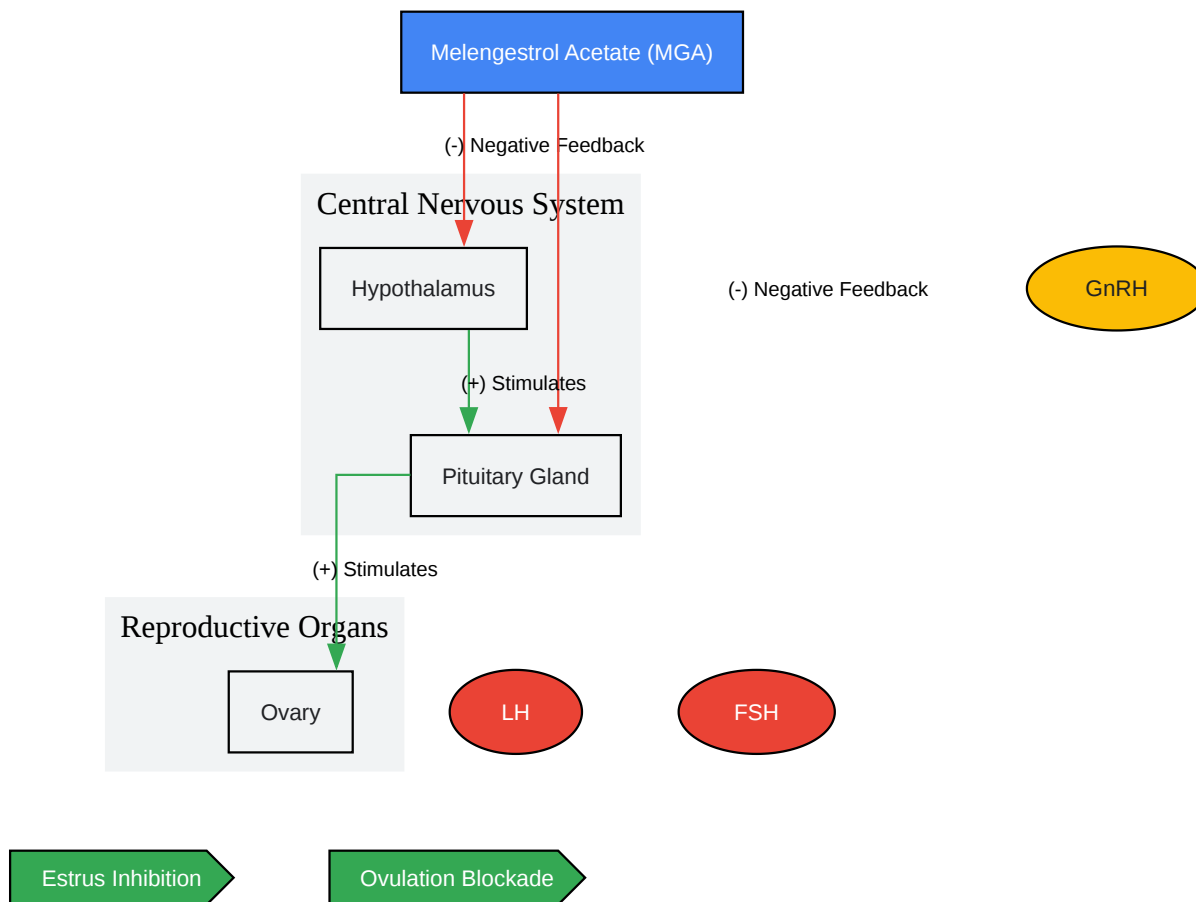 Melengestrol Acetate (MGA)
(-) Negative Feedback
Central Nervous System
Hypothalamus
(-) Negative Feedback
GnRH
(+) Stimulates
Pituitary Gland
(+) Stimulates
Reproductive Organs
Ovary
LH
FSH
Estrus Inhibition
Ovulation Blockade